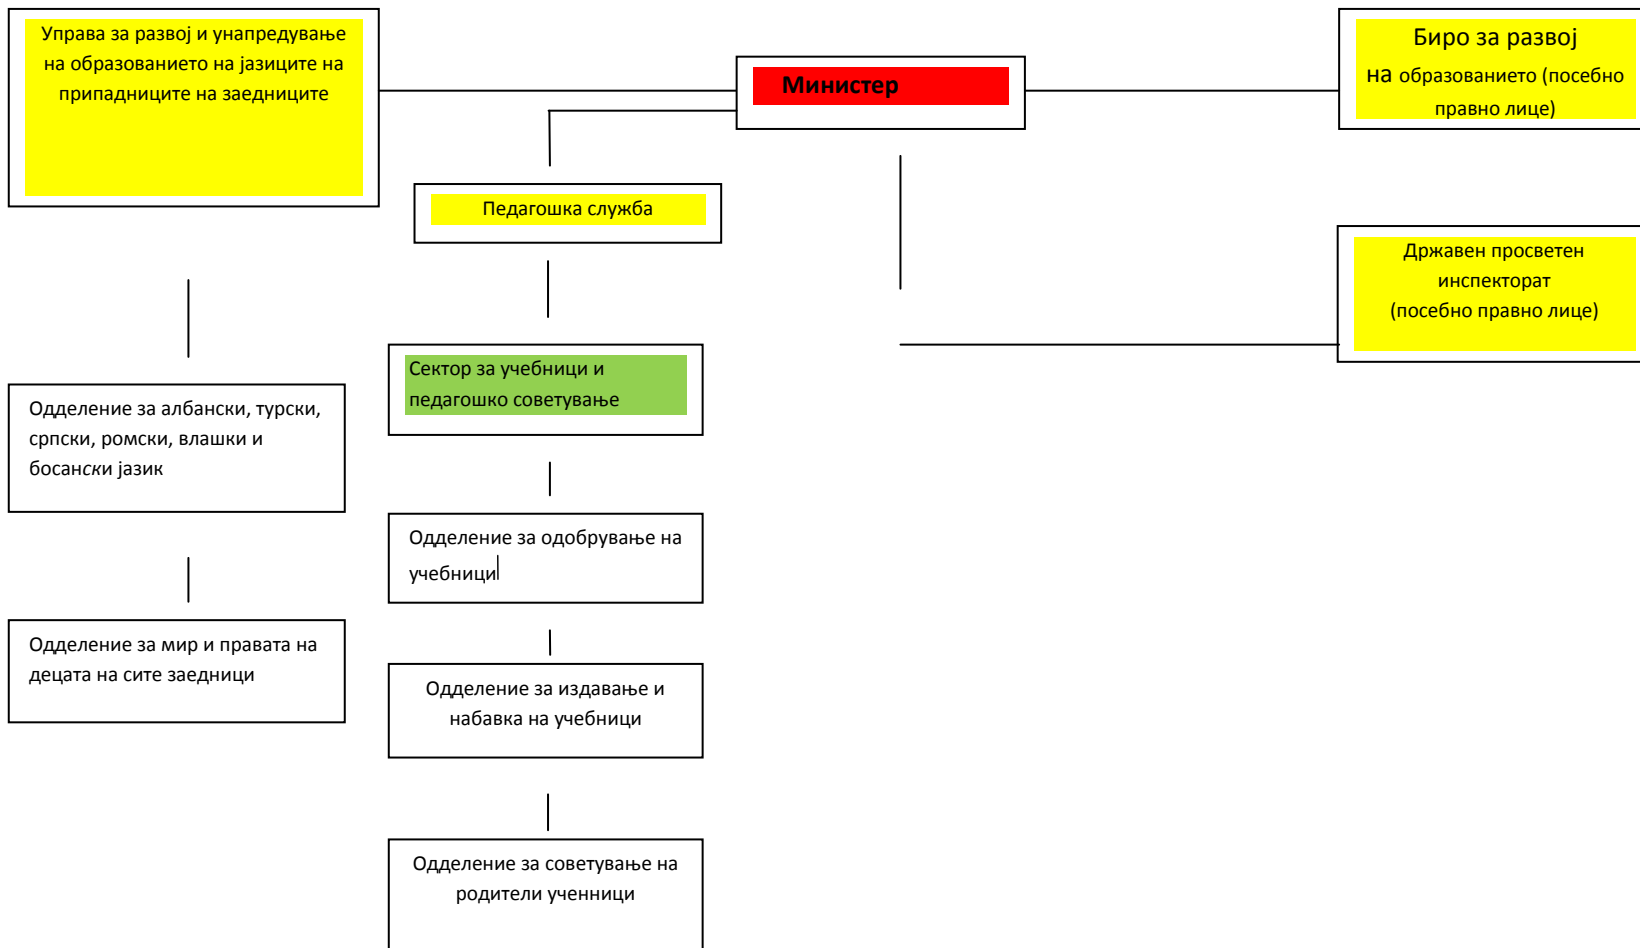 Управа за развој и унапредување
на образованието на јазиците на
припадниците на заедниците
Министер
Биро за развој
на образованието (посебно
правно лице)
Педагошка служба
Државен просветен
инспекторат
(посебно правно лице)
Сектор за учебници и
педагошко советување
Одделение за албански, турски,
српски, ромски, влашки и
босански јазик
Одделение за одобрување на
учебници
Одделение за мир и правата на
децата на сите заедници
Одделение за издавање и
набавка на учебници
Одделение за советување на
родители ученници